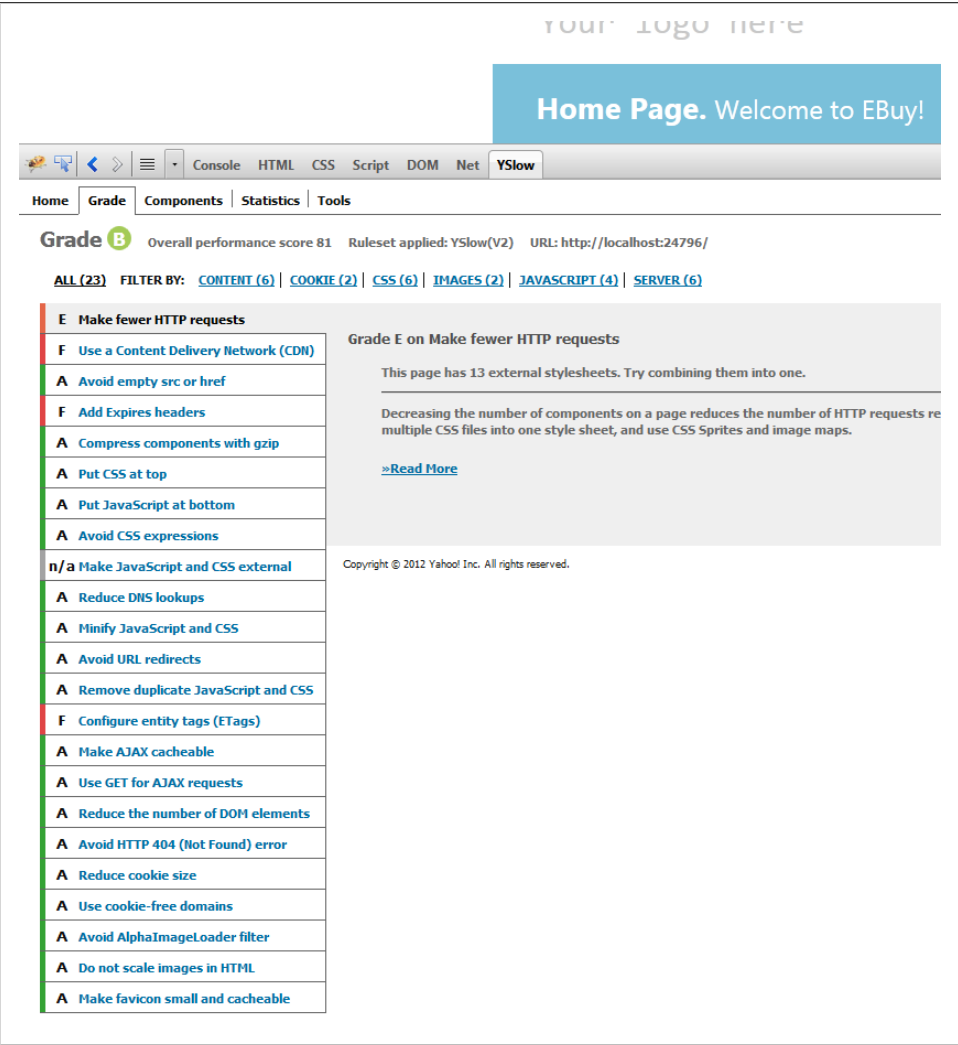 Your logo here
Home Page. Welcome to EBuy!
Console HTML CSS Script DOM Net YSlow
Home Grade Components Statistics Tools
Grade B Overall performance score 81 Ruleset applied: YSlow(V2) URL: http://localhost:24796/
ALL (23) FILTER BY: CONTENT (6) COOKIE (2) CSS (6) IMAGES (2) JAVASCRIPT (4) SERVER (6)
E Make fewer HTTP requests
F Use a Content Delivery Network (CDN)
A Avoid empty src or href
F Add Expires headers
A Compress components with gzip
A Put CSS at top
A Put JavaScript at bottom
A Avoid CSS expressions
n/a Make JavaScript and CSS external
A Reduce DNS lookups
A Minify JavaScript and CSS
A Avoid URL redirects
A Remove duplicate JavaScript and CSS
F Configure entity tags (ETags)
A Make AJAX cacheable
A Use GET for AJAX requests
A Reduce the number of DOM elements
A Avoid HTTP 404 (Not Found) error
A Reduce cookie size
A Use cookie-free domains
A Avoid AlphaImageLoader filter
A Do not scale images in HTML
A Make favicon small and cacheable
Grade E on Make fewer HTTP requests
This page has 13 external stylesheets. Try combining them into one.
Decreasing the number of components on a page reduces the number of HTTP requests re
multiple CSS files into one style sheet, and use CSS Sprites and image maps.
»Read More
Copyright © 2012 Yahoo! Inc. All rights reserved.